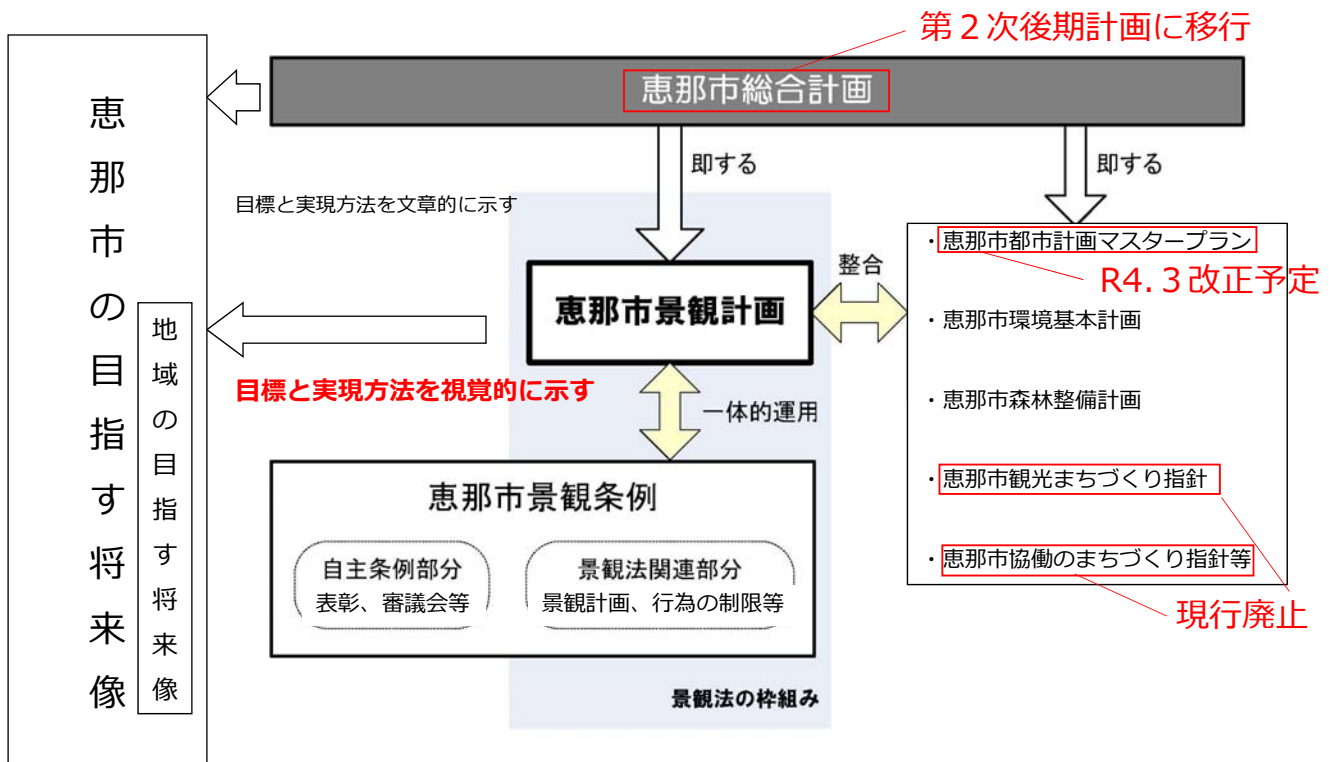 第２次後期計画に移行
恵那市総合計画
恵那市の目指す将来像
地域の目指す将来像
即する
即する
目標と実現方法を文章的に示す
・恵那市都市計画マスタープラン
R4.３改正予定
整合
恵那市景観計画
・恵那市環境基本計画
目標と実現方法を視覚的に示す
一体的運用
・恵那市森林整備計画
恵那市景観条例
・恵那市観光まちづくり指針
自主条例部分
表彰、審議会等
景観法関連部分
景観計画、行為の制限等
・恵那市協働のまちづくり指針等
現行廃止
景観法の枠組み